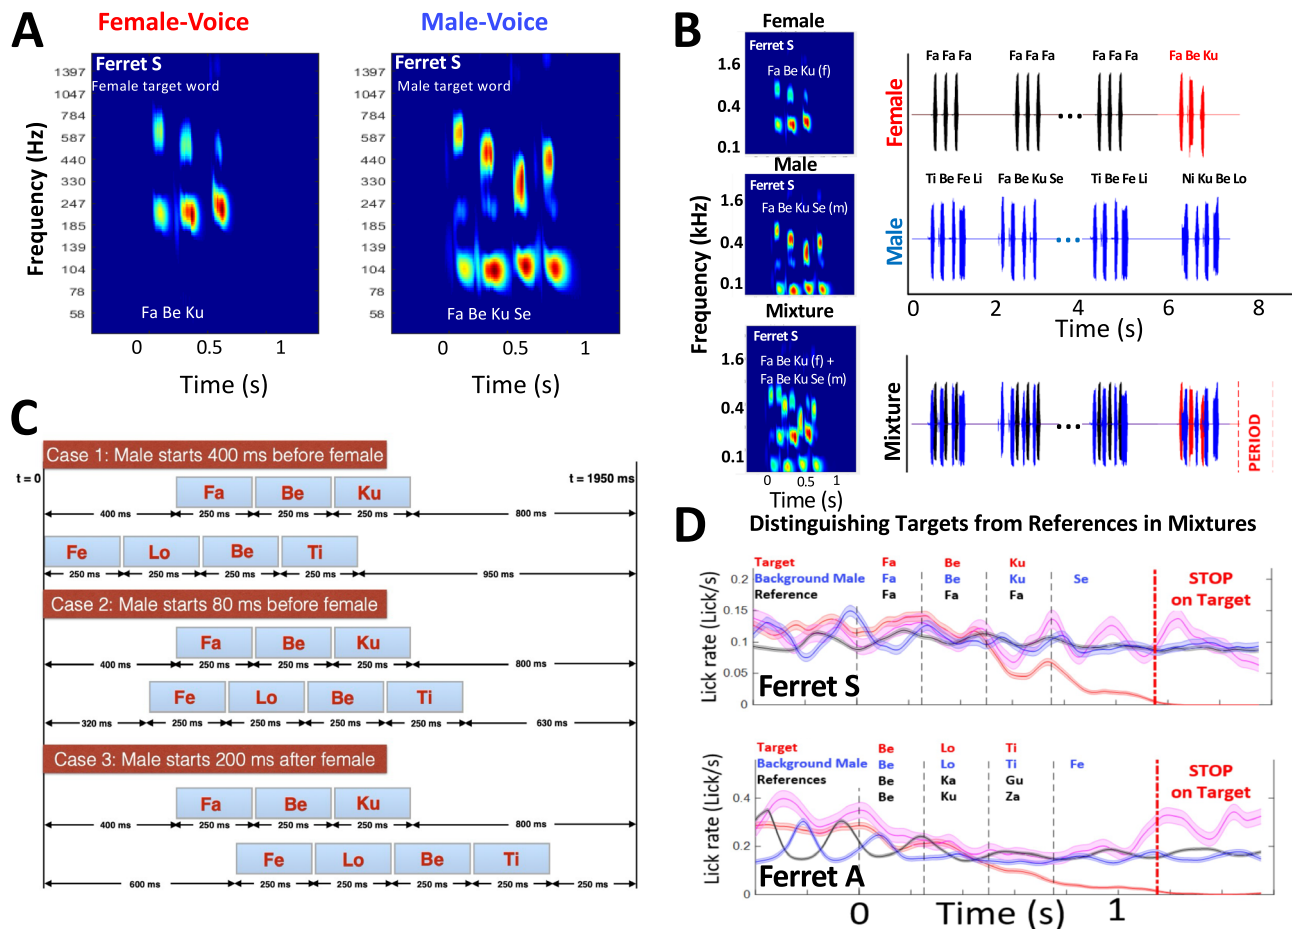 A
Female-Voice
Male-Voice
Ferret S
Female target word
Fa Be Ku
Ferret S
Male target word
Fa Be Ku Se
Frequency (Hz)
1397
1047
784
587
440
330
247
185
139
104
78
58
1397
1047
784
587
440
330
247
185
139
104
78
58
0 0.5 1
0 0.5 1
Time (s)
Time (s)
B
Female
Ferret S
Fa Be Ku (f)
1.6
0.4
0.1
Male
Ferret S
Fa Be Ku Se (m)
1.6
0.4
0.1
Mixture
Ferret S
Fa Be Ku (f) +
Fa Be Ku Se (m)
1.6
0.4
0.1
Frequency (kHz)
0 0.5 1
Time (s)
Female
Fa Fa Fa Fa Fa Fa Fa Fa Fa Fa Be Ku
Male
Ti Be Fe Li Fa Be Ku Se Ti Be Fe Li Ni Ku Be Lo
0 2 4 6 8
Time (s)
Mixture
PERIOD
C
Case 1: Male starts 400 ms before female
t = 0
t = 1950 ms
Fa Be Ku
400 ms 250 ms 250 ms 250 ms 800 ms
Fe Lo Be Ti
250 ms 250 ms 250 ms 250 ms 950 ms
Case 2: Male starts 80 ms before female
Fa Be Ku
400 ms 250 ms 250 ms 250 ms 800 ms
Fe Lo Be Ti
320 ms 250 ms 250 ms 250 ms 250 ms 630 ms
Case 3: Male starts 200 ms after female
Fa Be Ku
400 ms 250 ms 250 ms 250 ms 800 ms
Fe Lo Be Ti
600 ms 250 ms 250 ms 250 ms 250 ms 250 ms
D
Distinguishing Targets from References in Mixtures
Target Fa Be Ku
Background Male Fa Be Ku Se
Reference Fa Fa Fa
STOP
on Target
Lick rate (Lick/s)
0.2
0.15
0.1
0.05
0
Ferret S
Target Be Lo Ti
Background Male Be Lo Ti Fe
References Be Ka Gu
Be Ku Za
STOP
on Target
Lick rate (Lick/s)
0.4
0.2
0
Ferret A
0 Time (s) 1